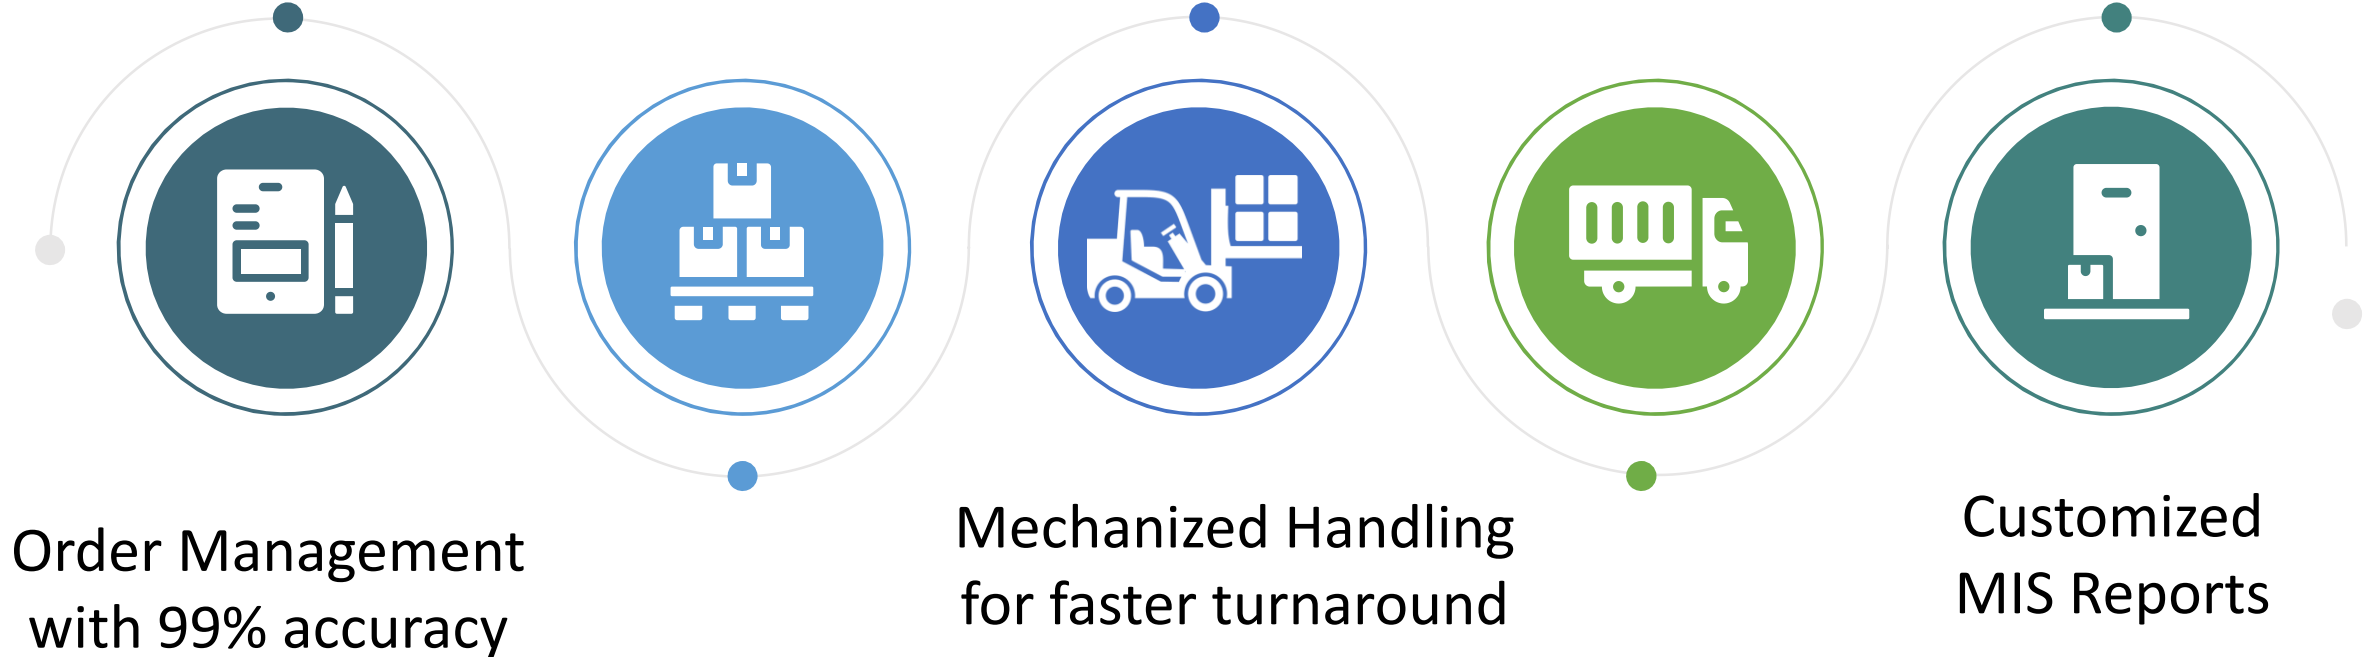 Order Management
with 99% accuracy
Mechanized Handling
for faster turnaround
Customized
MIS Reports